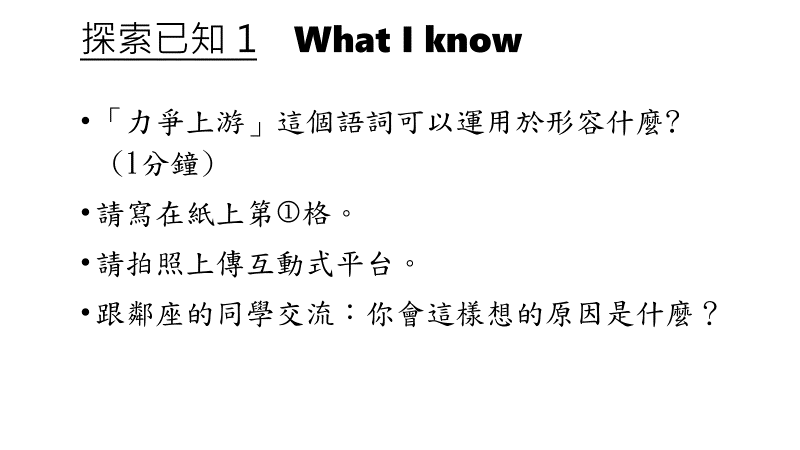 探索已知1 What I know
•「力爭上游」這個語詞可以運用於形容什麼?
（1分鐘）
•請寫在紙上第①格。
•請拍照上傳互動式平台。
•跟鄰座的同學交流：你會這樣想的原因是什麼？